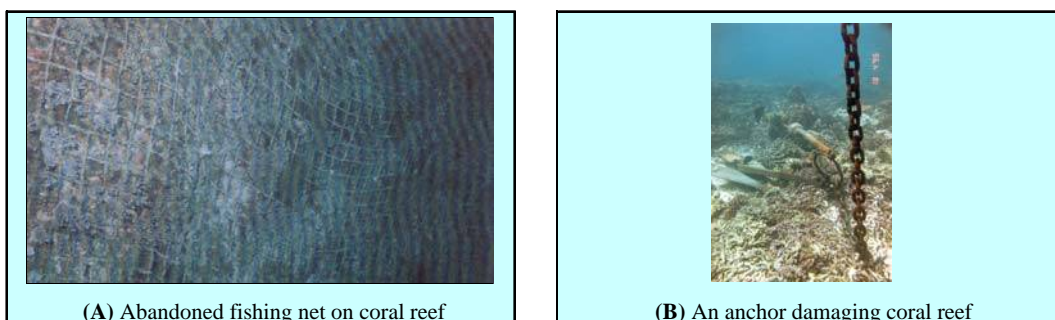 (A) Abandoned fishing net on coral reef
(B) An anchor damaging coral reef